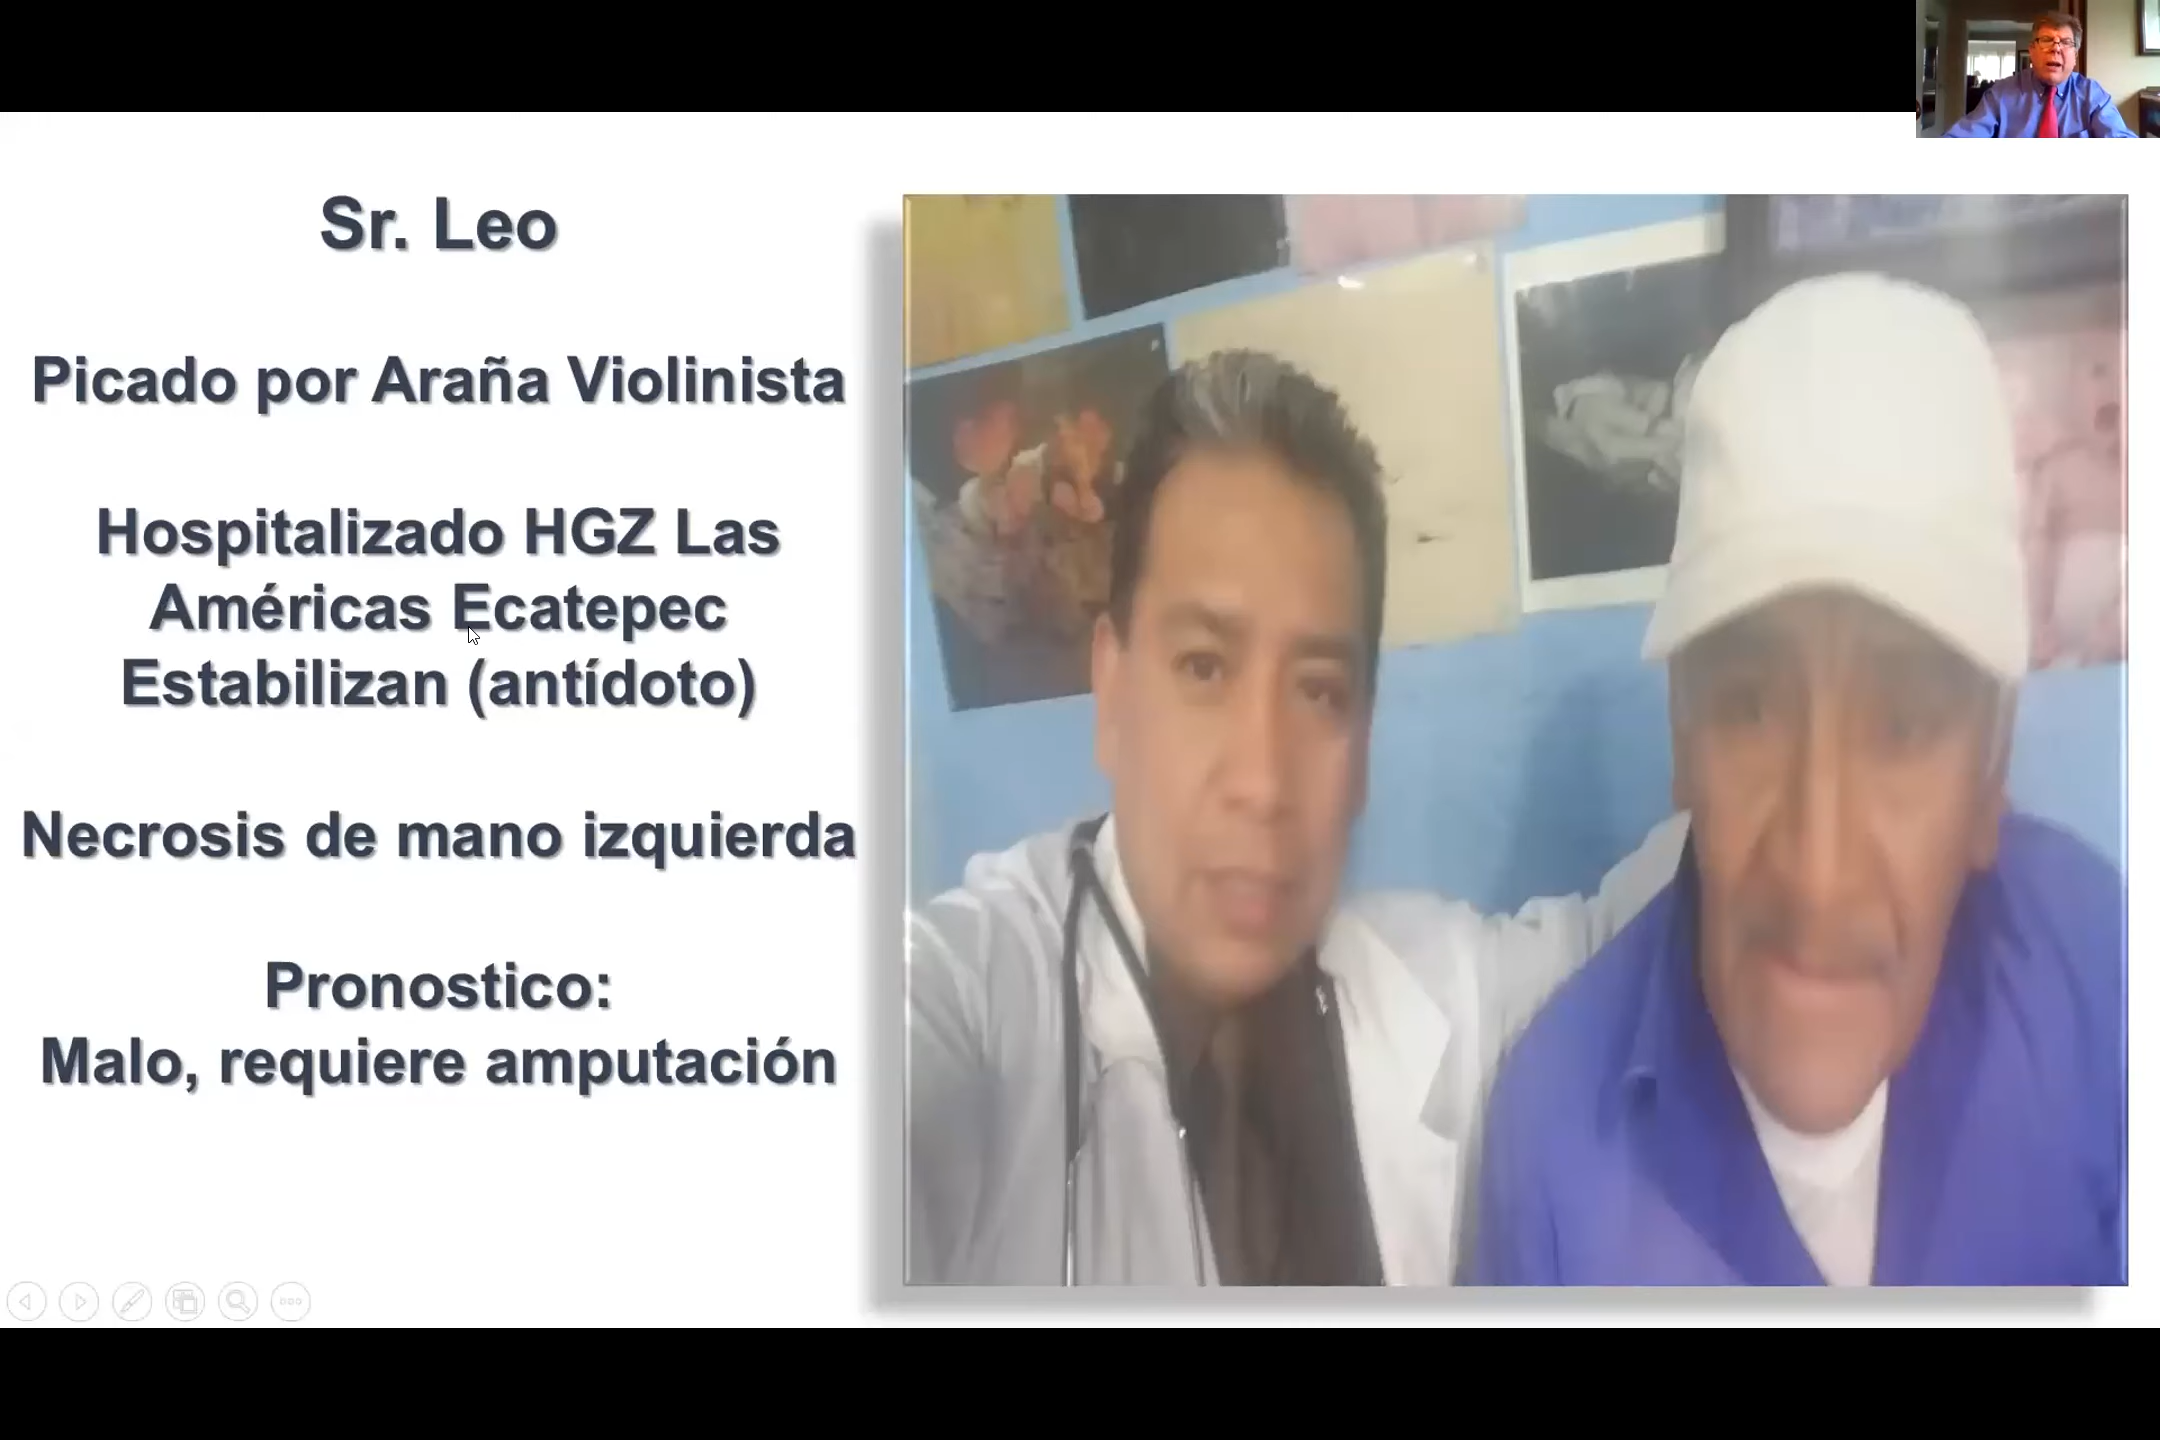 Sr. Leo
Picado por Araña Violinista
Hospitalizado HGZ Las
Américas Ecatepec
Estabilizan (antídoto)
Necrosis de mano izquierda
Pronostico:
Malo, requiere amputación